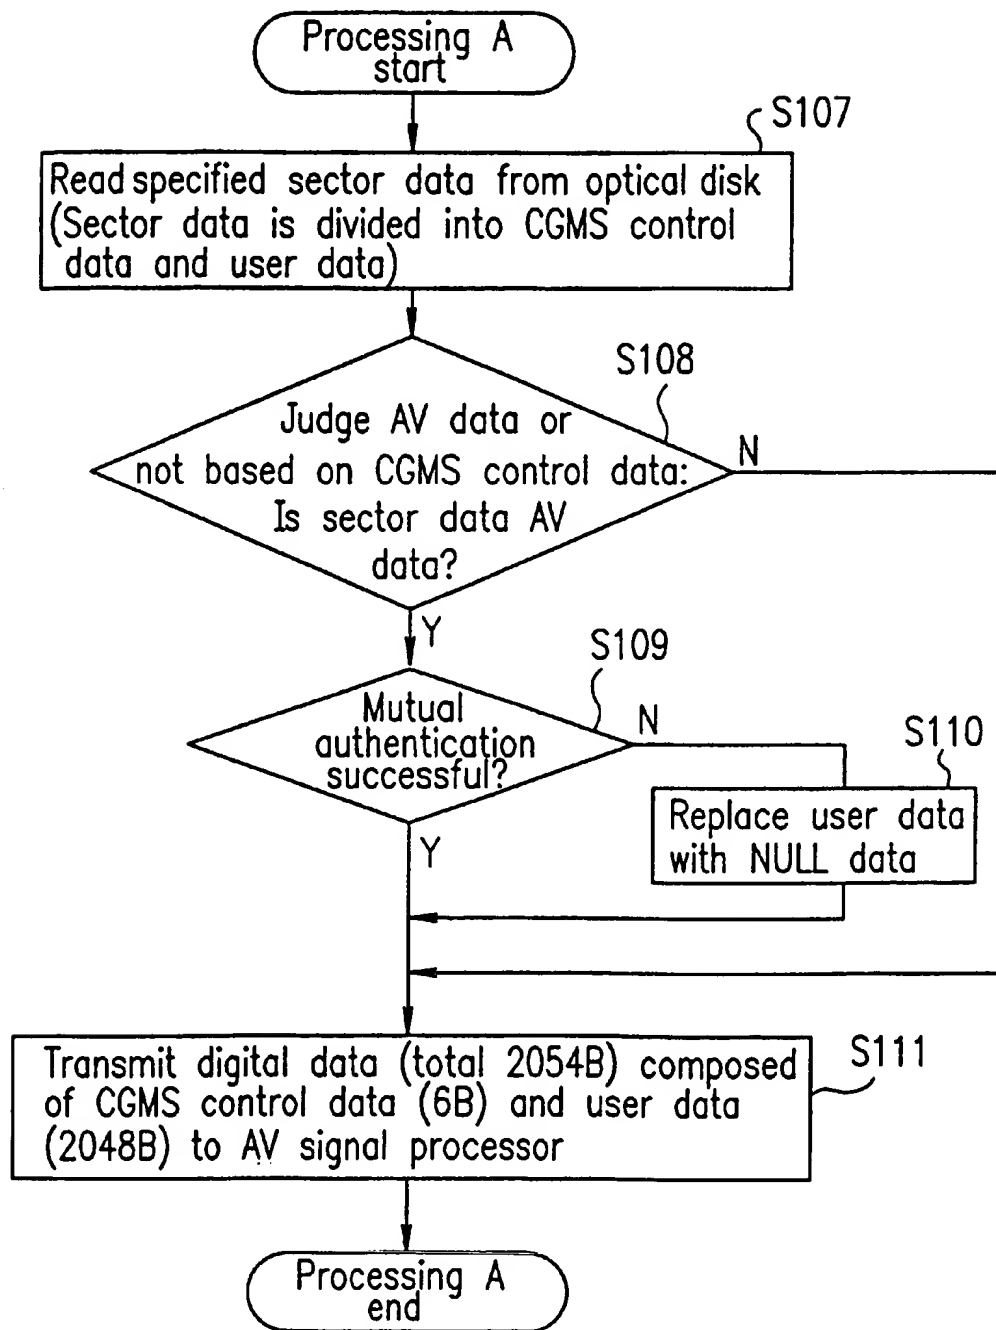 Processing A
start
S107
Read specified sector data from optical disk
(Sector data is divided into CGMS control
data and user data)
S108
Judge AV data or
not based on CGMS control data:
Is sector data AV
data?
N
Y
S109
Mutual
authentication
successful?
N
S110
Replace user data
with NULL data
Y
S111
Transmit digital data (total 2054B) composed
of CGMS control data (6B) and user data
(2048B) to AV signal processor
Processing A
end